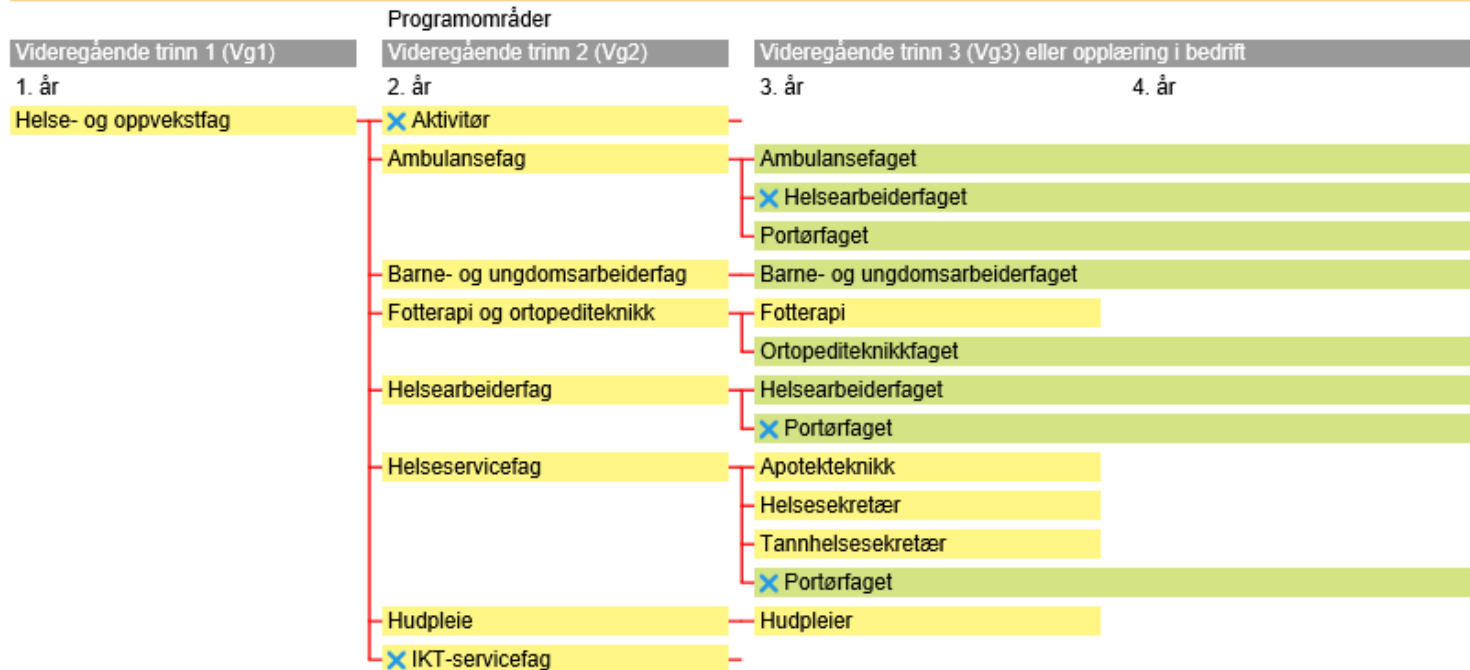 Programområder
Videregående trinn 1 (Vg1) Videregående trinn 2 (Vg2) Videregående trinn 3 (Vg3) eller opplæring i bedrift
1. år 2. år 3. år 4. år
Helse- og oppvekstfag Aktivitør
Ambulansefag Ambulansefaget
Helsearbeiderfaget
Portørfaget
Barne- og ungdomsarbeiderfag Barne- og ungdomsarbeiderfaget
Fotterapi og ortopediteknikk Fotterapi
Ortopediteknikkfaget
Helsearbeiderfag Helsearbeiderfaget
Portørfaget
Helseservicefag Apotekteknikk
Helsesekretær
Tannhelsesekretær
Portørfaget
Hudpleie Hudpleier
IKT-servicefag